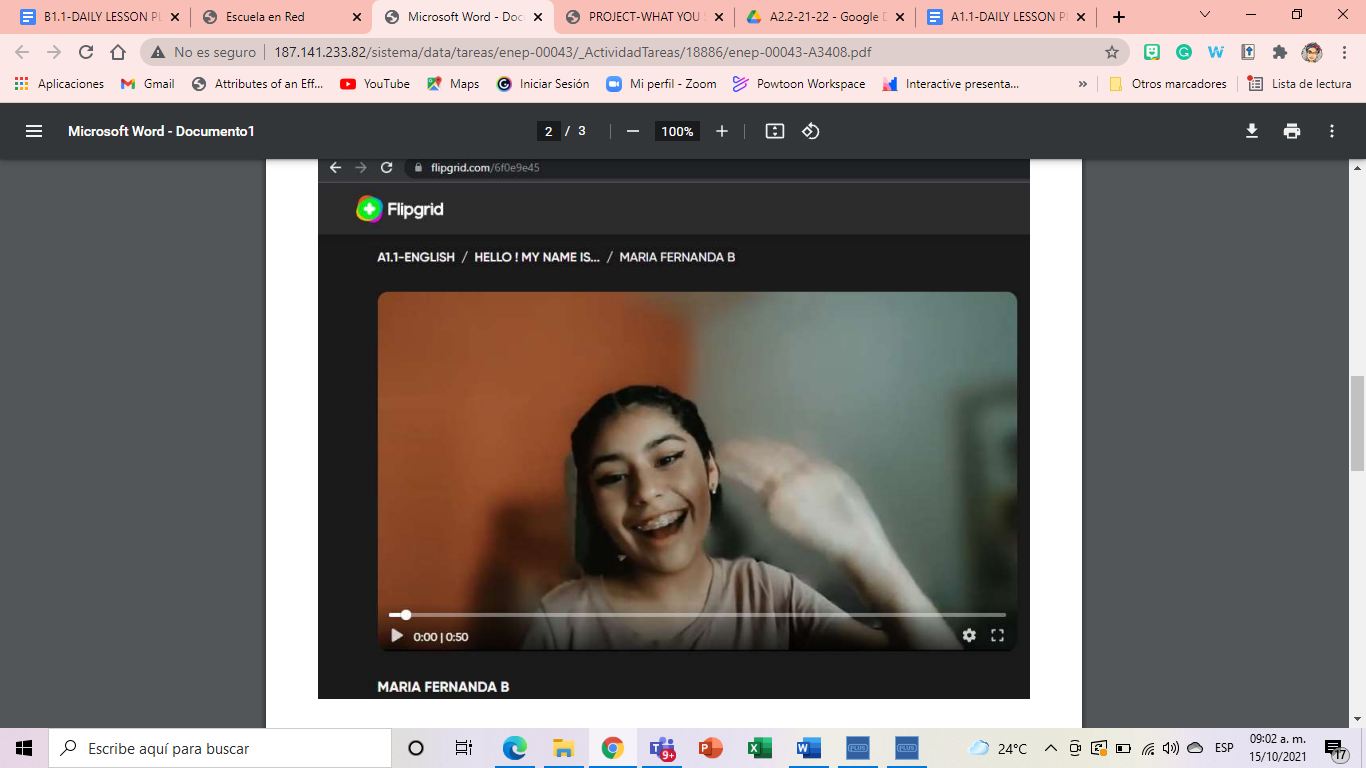 B1.1-DAILY LESSON PL
Escuela en Red
Microsoft Word - Doc
PROJECT-WHAT YOU
A2.2-21-22 - Google D
A1.1-DAILY LESSON P
No es seguro | 187.141.233.82/sistema/data/tareas/enep-00043/_ActividadTareas/18886/enep-00043-A3408.pdf
Aplicaciones
Gmail
Attributes of an Eff...
YouTube
Maps
Iniciar Sesión
Mi perfil - Zoom
Powtoon Workspace
Interactive presenta...
»
Otros marcadores
Lista de lectura
Microsoft Word - Documento1
2 / 3
100%
flipgrid.com/6f0e9e45
Flipgrid
A1.1-ENGLISH / HELLO ! MY NAME IS... / MARIA FERNANDA B
0:00 | 0:50
MARIA FERNANDA B
Escribe aquí para buscar
9+
PLUS
PLUS
24°C
ESP
09:02 a. m.
15/10/2021
17